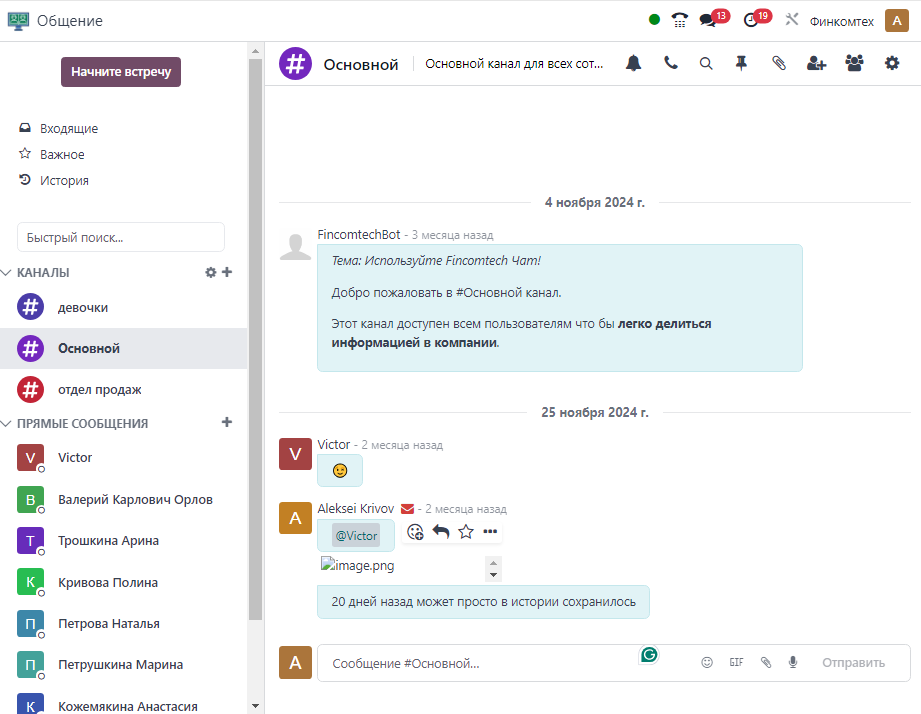 Общение
13
19
Финкомтех
A
Начните встречу
Входящие
Важное
История
Быстрый поиск...
КАНАЛЫ
# девочки
# Основной
# отдел продаж
ПРЯМЫЕ СООБЩЕНИЯ
V Victor
В Валерий Карлович Орлов
Т Трошкина Арина
К Кривова Полина
П Петрова Наталья
П Петрушкина Марина
К Кожемякина Анастасия
# Основной
Основной канал для всех сот...
4 ноября 2024 г.
FincomtechBot - 3 месяца назад
Тема: Используйте Fincomtech Чат!
Добро пожаловать в #Основной канал.
Этот канал доступен всем пользователям что бы легко делиться
информацией в компании.
25 ноября 2024 г.
V
Victor - 2 месяца назад
A
Aleksei Krivov - 2 месяца назад
@Victor
image.png
20 дней назад может просто в истории сохранилось
A
Сообщение #Основной...
GIF
Отправить